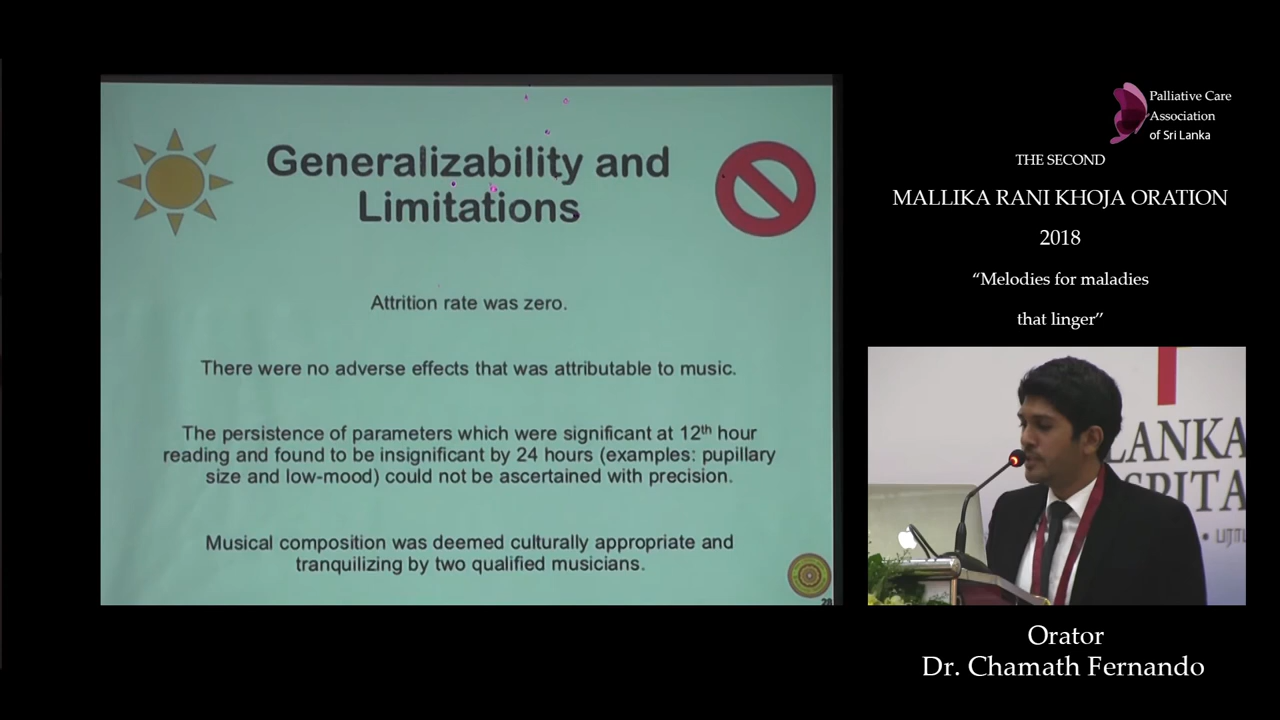 Generalizability and
Limitations
Attrition rate was zero.
There were no adverse effects that was attributable to music.
The persistence of parameters which were significant at 12th hour
reading and found to be insignificant by 24 hours (examples: pupillary
size and low-mood) could not be ascertained with precision.
Musical composition was deemed culturally appropriate and
tranquilizing by two qualified musicians.
28
Palliative Care
Association
of Sri Lanka
THE SECOND
MALLIKA RANI KHOJA ORATION
2018
“Melodies for maladies
that linger”
LANKA
SPITA
Orator
Dr. Chamath Fernando